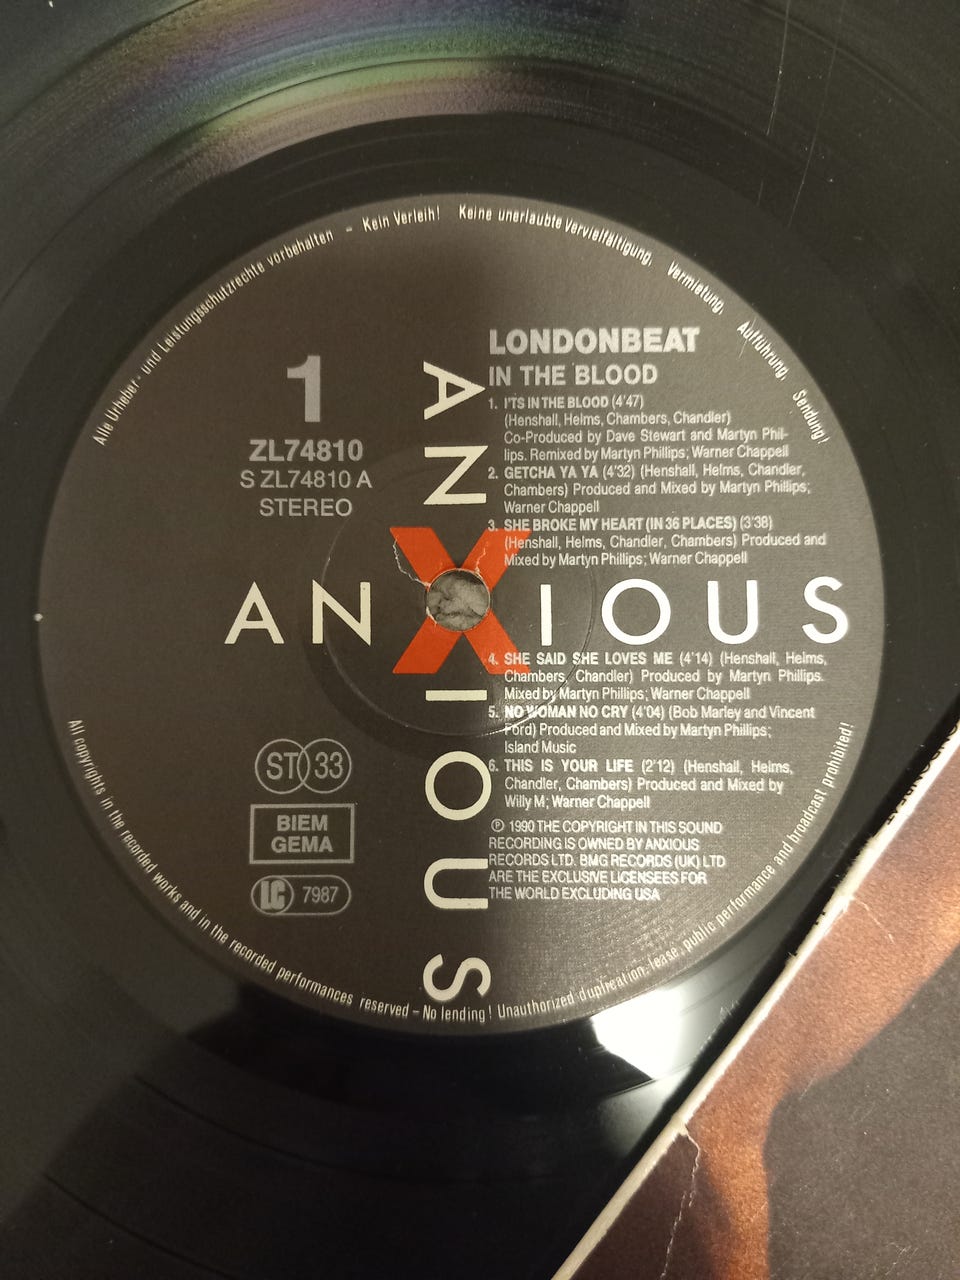 Alle Urheber- und Leistungsschutzrechte vorbehalten - Kein Verleih! Keine unerlaubte Vervielfältigung, Vermietung, Aufführung, Sendung!
1
ZL74810
S ZL74810 A
STEREO
LONDONBEAT
IN THE BLOOD
1. I'TS IN THE BLOOD (4'47)
(Henshall, Helms, Chambers, Chandler)
Co-Produced by Dave Stewart and Martyn Phil-
lips. Remixed by Martyn Phillips; Warner Chappell
2. GETCHA YA YA (4'32) (Henshall, Helms, Chandler,
Chambers) Produced and Mixed by Martyn Phillips;
Warner Chappell
3. SHE BROKE MY HEART (IN 36 PLACES) (3'38)
(Henshall, Helms, Chandler, Chambers) Produced and
Mixed by Martyn Phillips; Warner Chappell
ANXIOUS
ANXIOUS
4. SHE SAID SHE LOVES ME (4'14) (Henshall, Helms,
Chambers, Chandler) Produced by Martyn Phillips.
Mixed by Martyn Phillips; Warner Chappell
5. NO WOMAN NO CRY (4'04) (Bob Marley and Vincent
Ford) Produced and Mixed by Martyn Phillips;
Island Music
6. THIS IS YOUR LIFE (2'12) (Henshall, Helms,
Chandler, Chambers) Produced and Mixed by
Willy M; Warner Chappell
ST 33
BIEM
GEMA
LC 7987
℗ 1990 THE COPYRIGHT IN THIS SOUND
RECORDING IS OWNED BY ANXIOUS
RECORDS LTD. BMG RECORDS (UK) LTD
ARE THE EXCLUSIVE LICENSEES FOR
THE WORLD EXCLUDING USA
All copyrights in the recorded works and in the recorded performances reserved - No lending! Unauthorized duplication, lease, public performance and broadcast prohibited!
LONDONBEAT